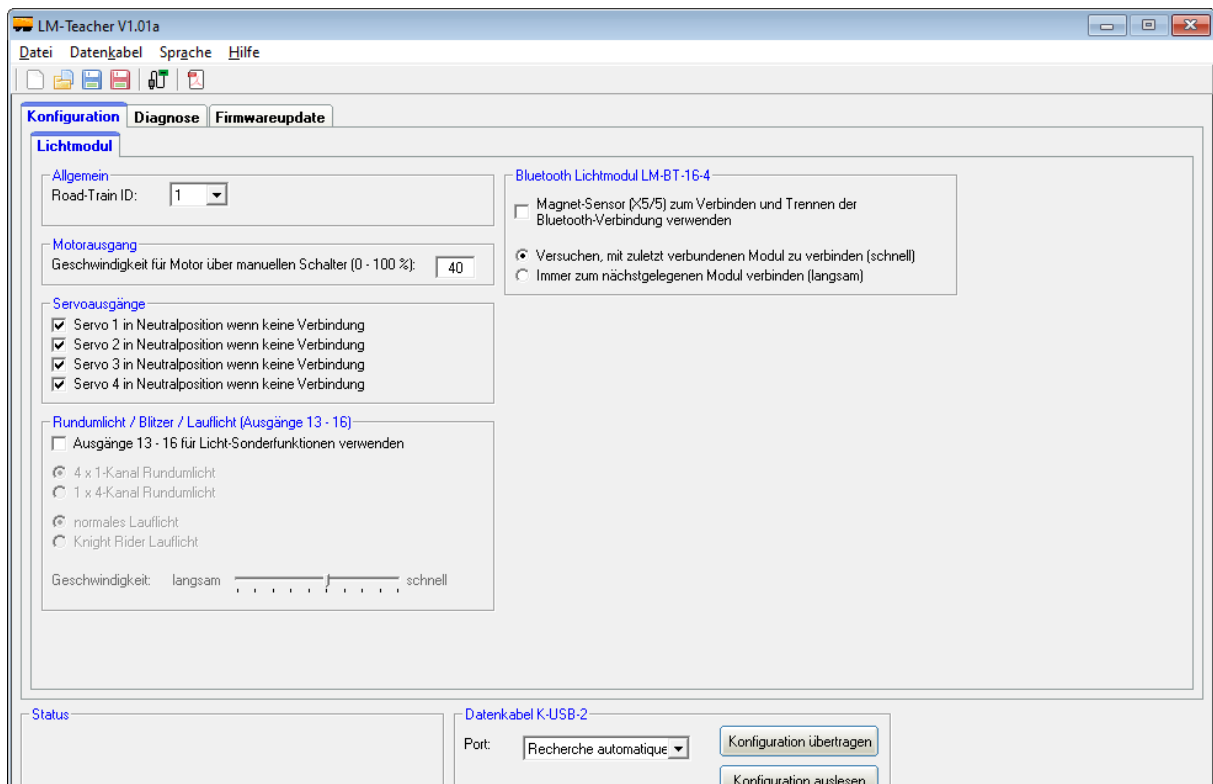 LM-Teacher V1.01a
Datei Datenkabel Sprache Hilfe
Konfiguration Diagnose Firmwareupdate
Lichtmodul
Allgemein
Road-Train ID: 1
Motorausgang
Geschwindigkeit für Motor über manuellen Schalter (0 - 100 %): 40
Servoausgänge
Servo 1 in Neutralposition wenn keine Verbindung
Servo 2 in Neutralposition wenn keine Verbindung
Servo 3 in Neutralposition wenn keine Verbindung
Servo 4 in Neutralposition wenn keine Verbindung
Rundumlicht / Blitzer / Lauflicht (Ausgänge 13 - 16)
Ausgänge 13 - 16 für Licht-Sonderfunktionen verwenden
4 x 1-Kanal Rundumlicht
1 x 4-Kanal Rundumlicht
normales Lauflicht
Knight Rider Lauflicht
Geschwindigkeit: langsam schnell
Bluetooth Lichtmodul LM-BT-16-4
Magnet-Sensor (X5/5) zum Verbinden und Trennen der
Bluetooth-Verbindung verwenden
Versuchen, mit zuletzt verbundenen Modul zu verbinden (schnell)
Immer zum nächstgelegenen Modul verbinden (langsam)
Status
Datenkabel K-USB-2
Port: Recherche automatique
Konfiguration übertragen
Konfiguration auslesen